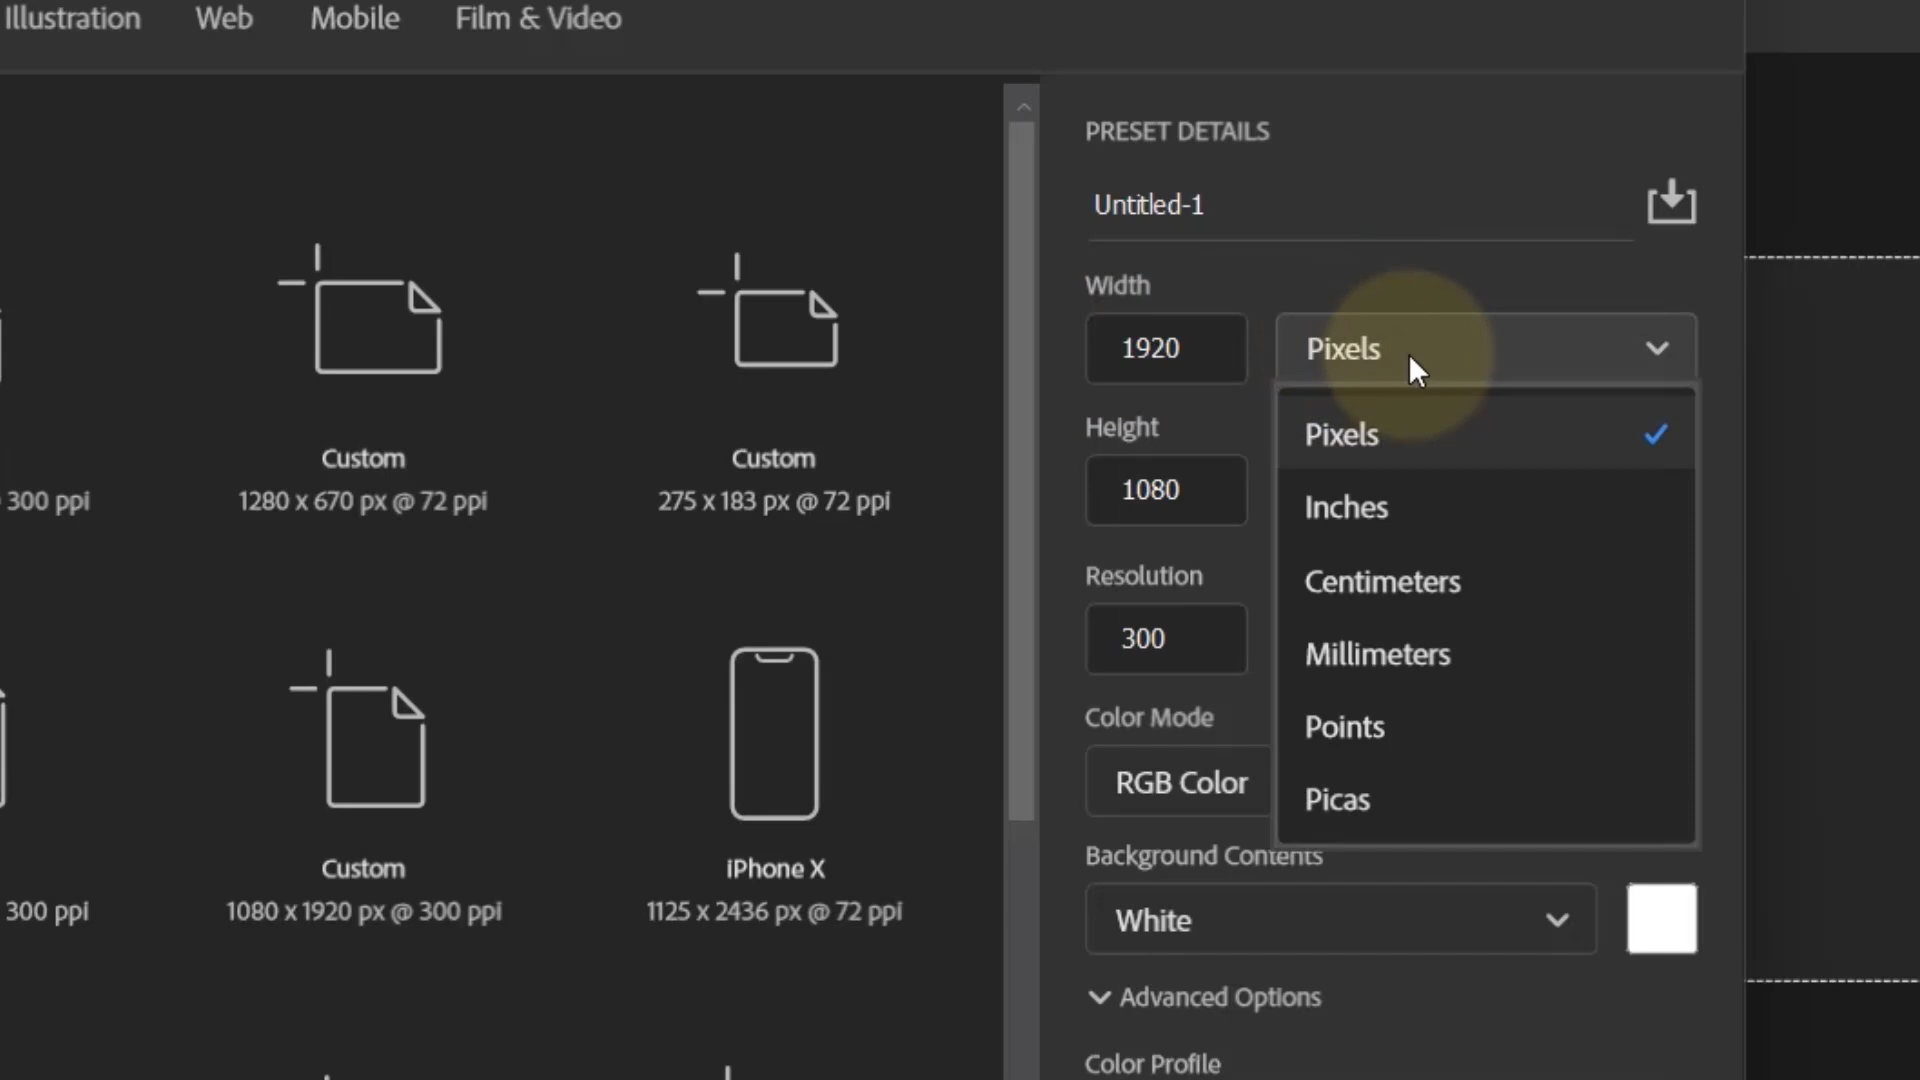 Illustration Web Mobile Film & Video
PRESET DETAILS
Untitled-1
Width
1920 Pixels
Height
1080
Resolution
300
Color Mode
RGB Color
Pixels
Inches
Centimeters
Millimeters
Points
Picas
Background Contents
White
Advanced Options
Color Profile
Custom
1280 x 670 px @ 72 ppi
Custom
275 x 183 px @ 72 ppi
300 ppi
Custom
1080 x 1920 px @ 300 ppi
iPhone X
1125 x 2436 px @ 72 ppi
300 ppi